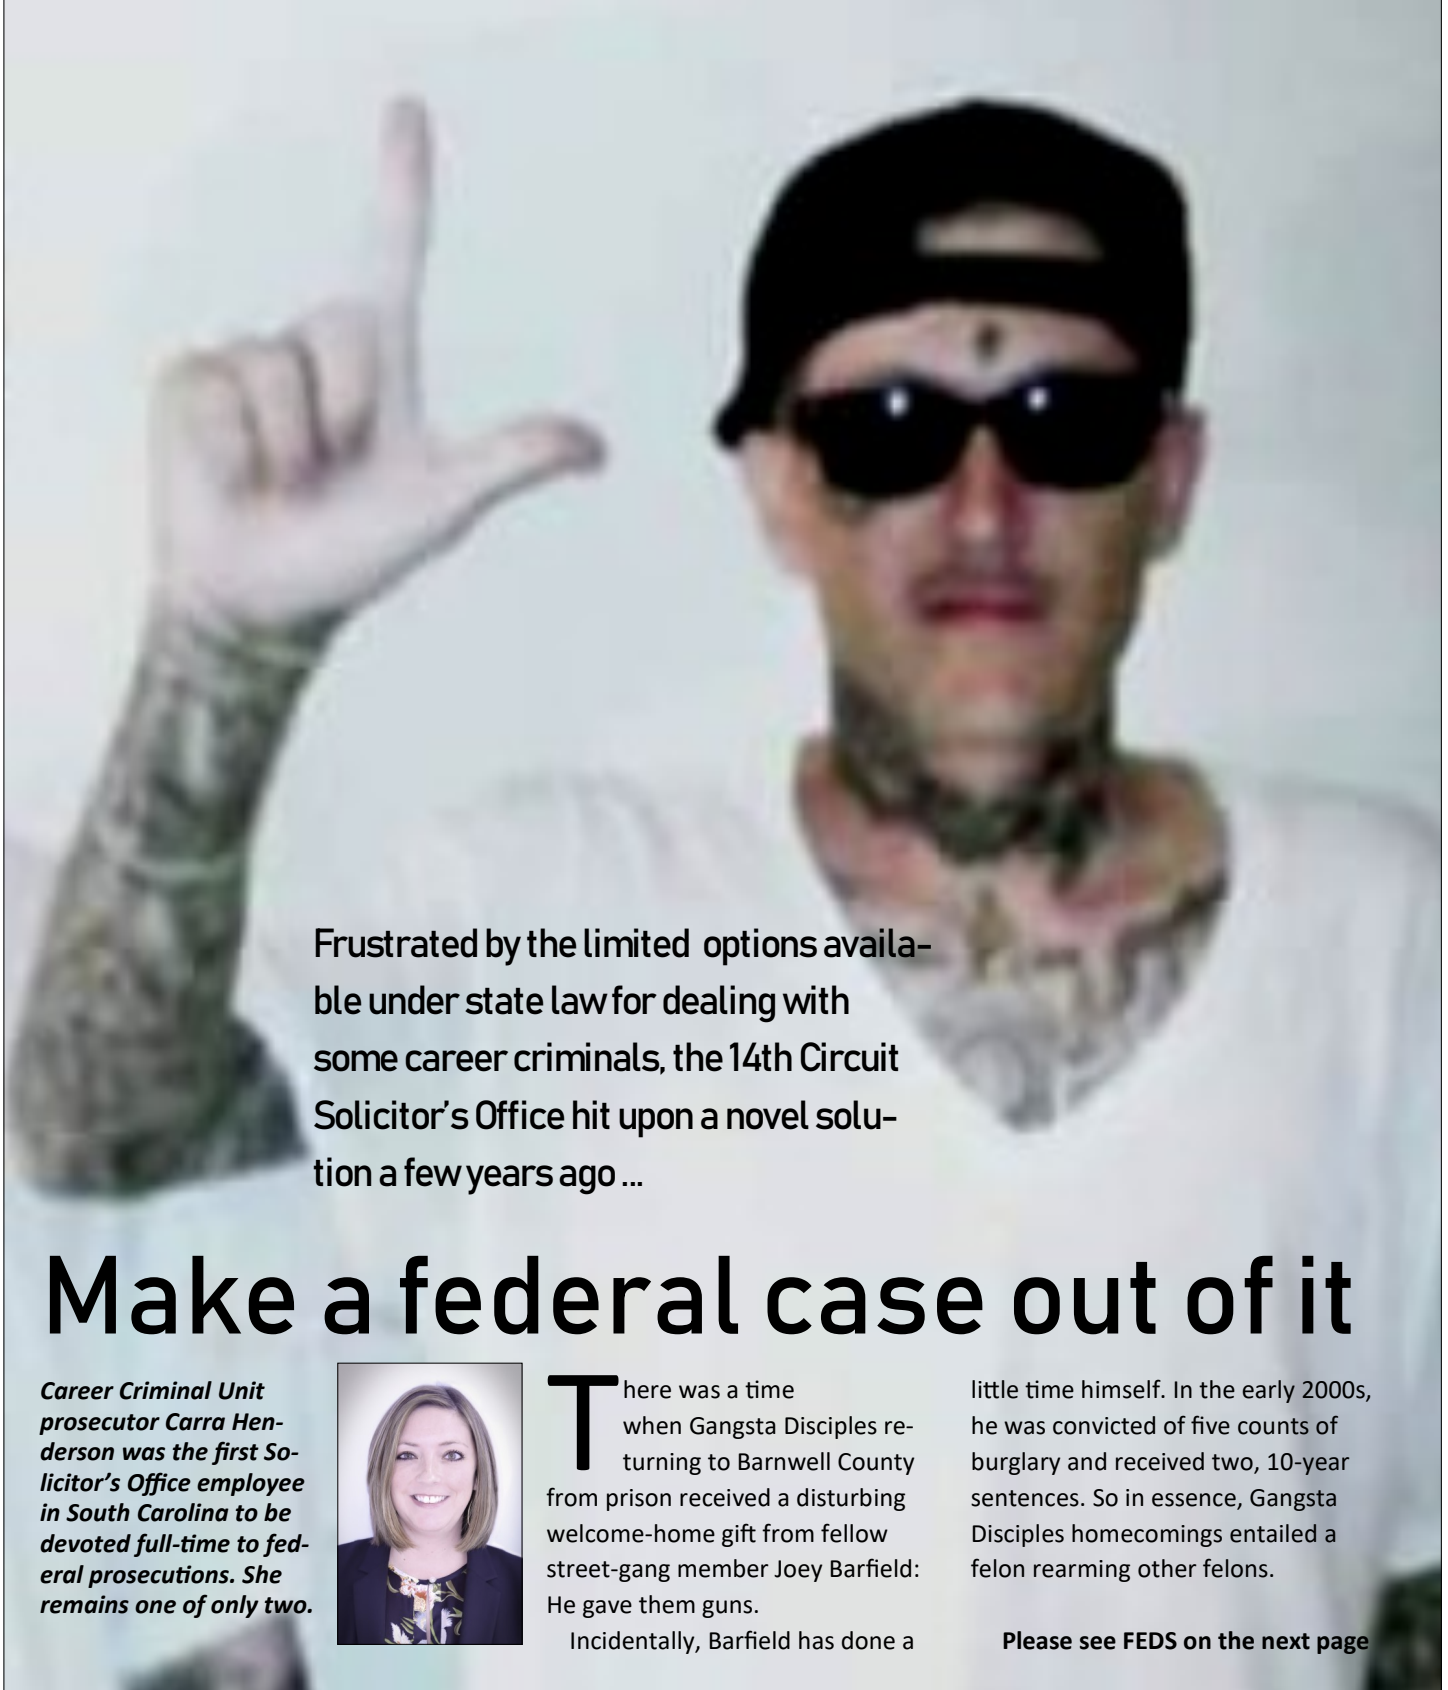 Frustrated by the limited options availa-
ble under state law for dealing with
some career criminals, the 14th Circuit
Solicitor's Office hit upon a novel solu-
tion a few years ago ...
Make a federal case out of it
Career Criminal Unit
prosecutor Carra Hen-
derson was the first So-
licitor's Office employee
in South Carolina to be
devoted full-time to fed-
eral prosecutions. She
remains one of only two.
There was a time
when Gangsta Disciples re-
turning to Barnwell County
from prison received a disturbing
welcome-home gift from fellow
street-gang member Joey Barfield:
He gave them guns.
Incidentally, Barfield has done a
little time himself. In the early 2000s,
he was convicted of five counts of
burglary and received two, 10-year
sentences. So in essence, Gangsta
Disciples homecomings entailed a
felon rearming other felons.
Please see FEDS on the next page